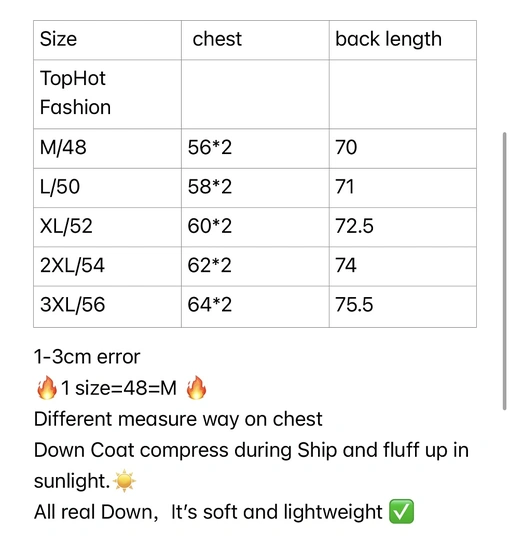 Size chest back length
TopHot
Fashion
M/48 56*2 70
L/50 58*2 71
XL/52 60*2 72.5
2XL/54 62*2 74
3XL/56 64*2 75.5
1-3cm error
🔥1 size=48=M 🔥
Different measure way on chest
Down Coat compress during Ship and fluff up in
sunlight.☀️
All real Down，It's soft and lightweight ✅